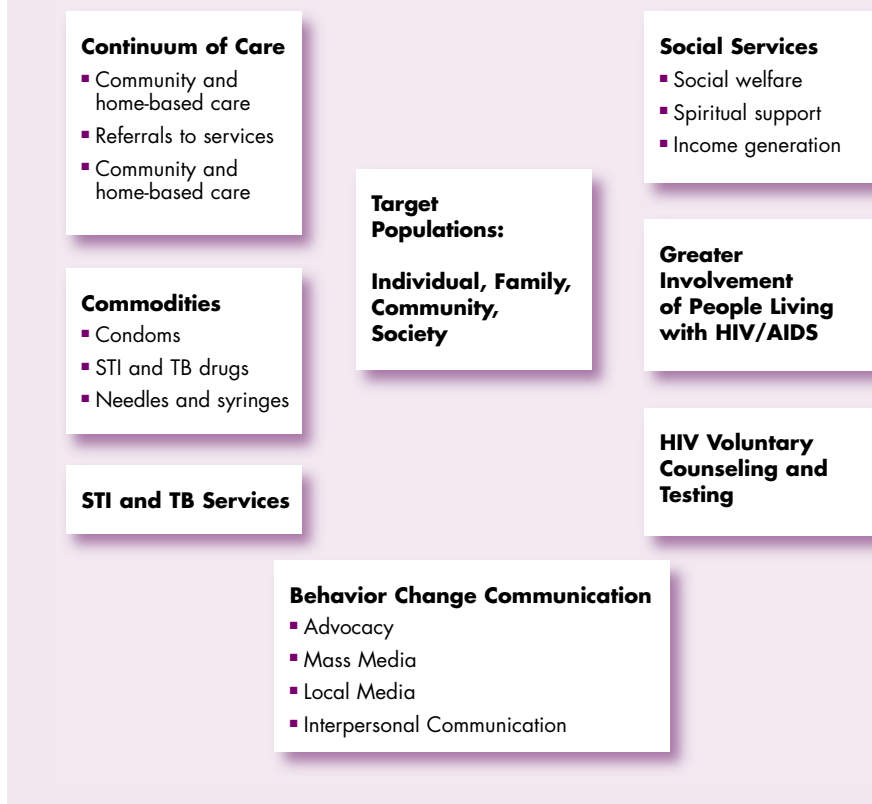 Continuum of Care
▪ Community and
home-based care
▪ Referrals to services
▪ Community and
home-based care
Commodities
▪ Condoms
▪ STI and TB drugs
▪ Needles and syringes
STI and TB Services
Target
Populations:
Individual, Family,
Community,
Society
Social Services
▪ Social welfare
▪ Spiritual support
▪ Income generation
Greater
Involvement
of People Living
with HIV/AIDS
HIV Voluntary
Counseling and
Testing
Behavior Change Communication
▪ Advocacy
▪ Mass Media
▪ Local Media
▪ Interpersonal Communication